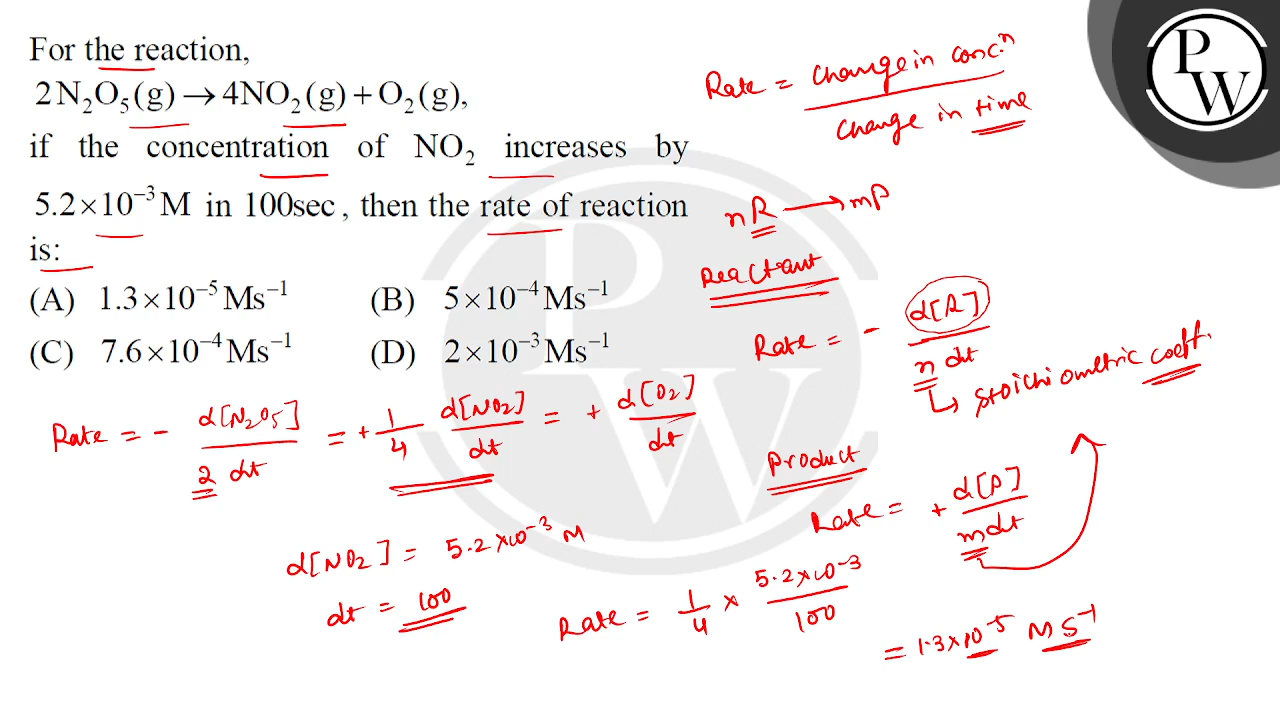 For the reaction,
2N₂O₅(g) → 4NO₂(g) + O₂(g),
if the concentration of NO₂ increases by
5.2×10⁻³ M in 100sec, then the rate of reaction
is:
(A) 1.3×10⁻⁵ Ms⁻¹ (B) 5×10⁻⁴ Ms⁻¹
(C) 7.6×10⁻⁴ Ms⁻¹ (D) 2×10⁻³ Ms⁻¹
Rate = - d[N₂O₅] / 2 dt = + 1/4 d[NO₂]/dt = + d[O₂]/dt
d[NO₂] = 5.2×10⁻³ M
dt = 100
Rate = 1/4 × 5.2×10⁻³ / 100
= 1.3×10⁻⁵ MS⁻¹
Rate = Change in concⁿ / Change in time
nR → mP
Reactant
Rate = - d[R] / n dt
↳ Stoichiometric coeff.
Product
Rate = + d[P] / m dt
P
W
PW